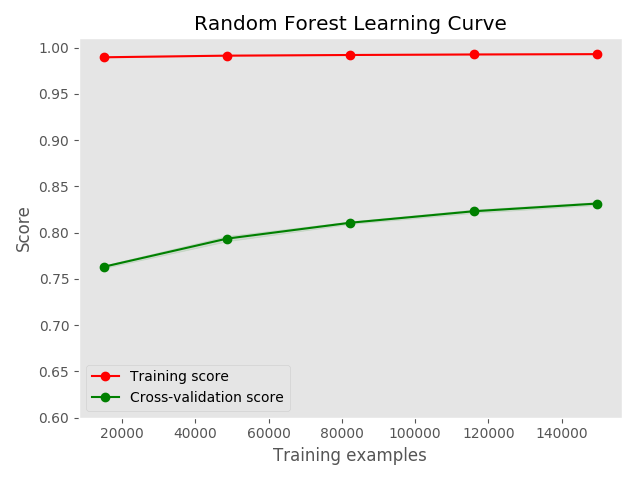 Random Forest Learning Curve
1.00
0.95
0.90
0.85
0.80
0.75
0.70
0.65
0.60
Score
Training score
Cross-validation score
20000 40000 60000 80000 100000 120000 140000
Training examples